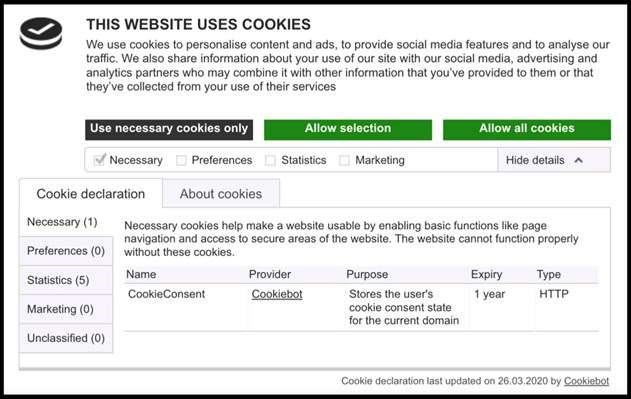 THIS WEBSITE USES COOKIES
We use cookies to personalise content and ads, to provide social media features and to analyse our
traffic. We also share information about your use of our site with our social media, advertising and
analytics partners who may combine it with other information that you've provided to them or that
they've collected from your use of their services
Use necessary cookies only
Allow selection
Allow all cookies
Necessary Preferences Statistics Marketing Hide details
Cookie declaration About cookies
Necessary (1)
Preferences (0)
Statistics (5)
Marketing (0)
Unclassified (0)
Necessary cookies help make a website usable by enabling basic functions like page
navigation and access to secure areas of the website. The website cannot function properly
without these cookies.
Name Provider Purpose Expiry Type
CookieConsent Cookiebot Stores the user's 1 year HTTP
cookie consent state
for the current domain
Cookie declaration last updated on 26.03.2020 by Cookiebot